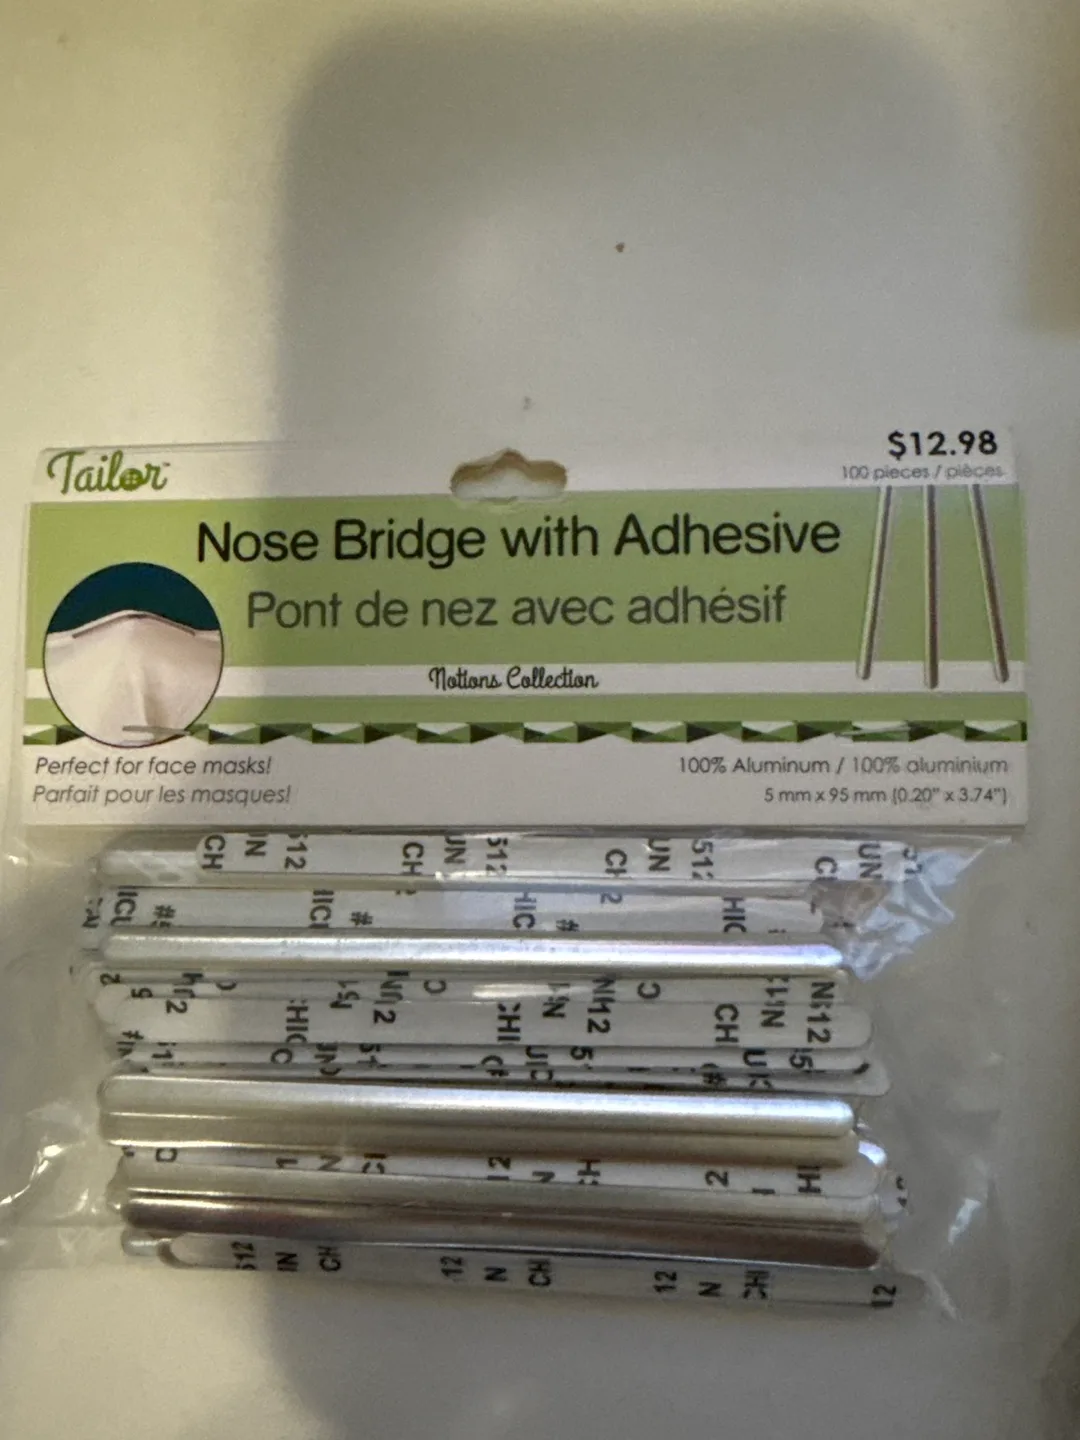 Tailor
$12.98
100 pieces / pièces
Nose Bridge with Adhesive
Pont de nez avec adhésif
Notions Collection
Perfect for face masks!
Parfait pour les masques!
100% Aluminum / 100% aluminium
5 mm x 95 mm (0.20" x 3.74")